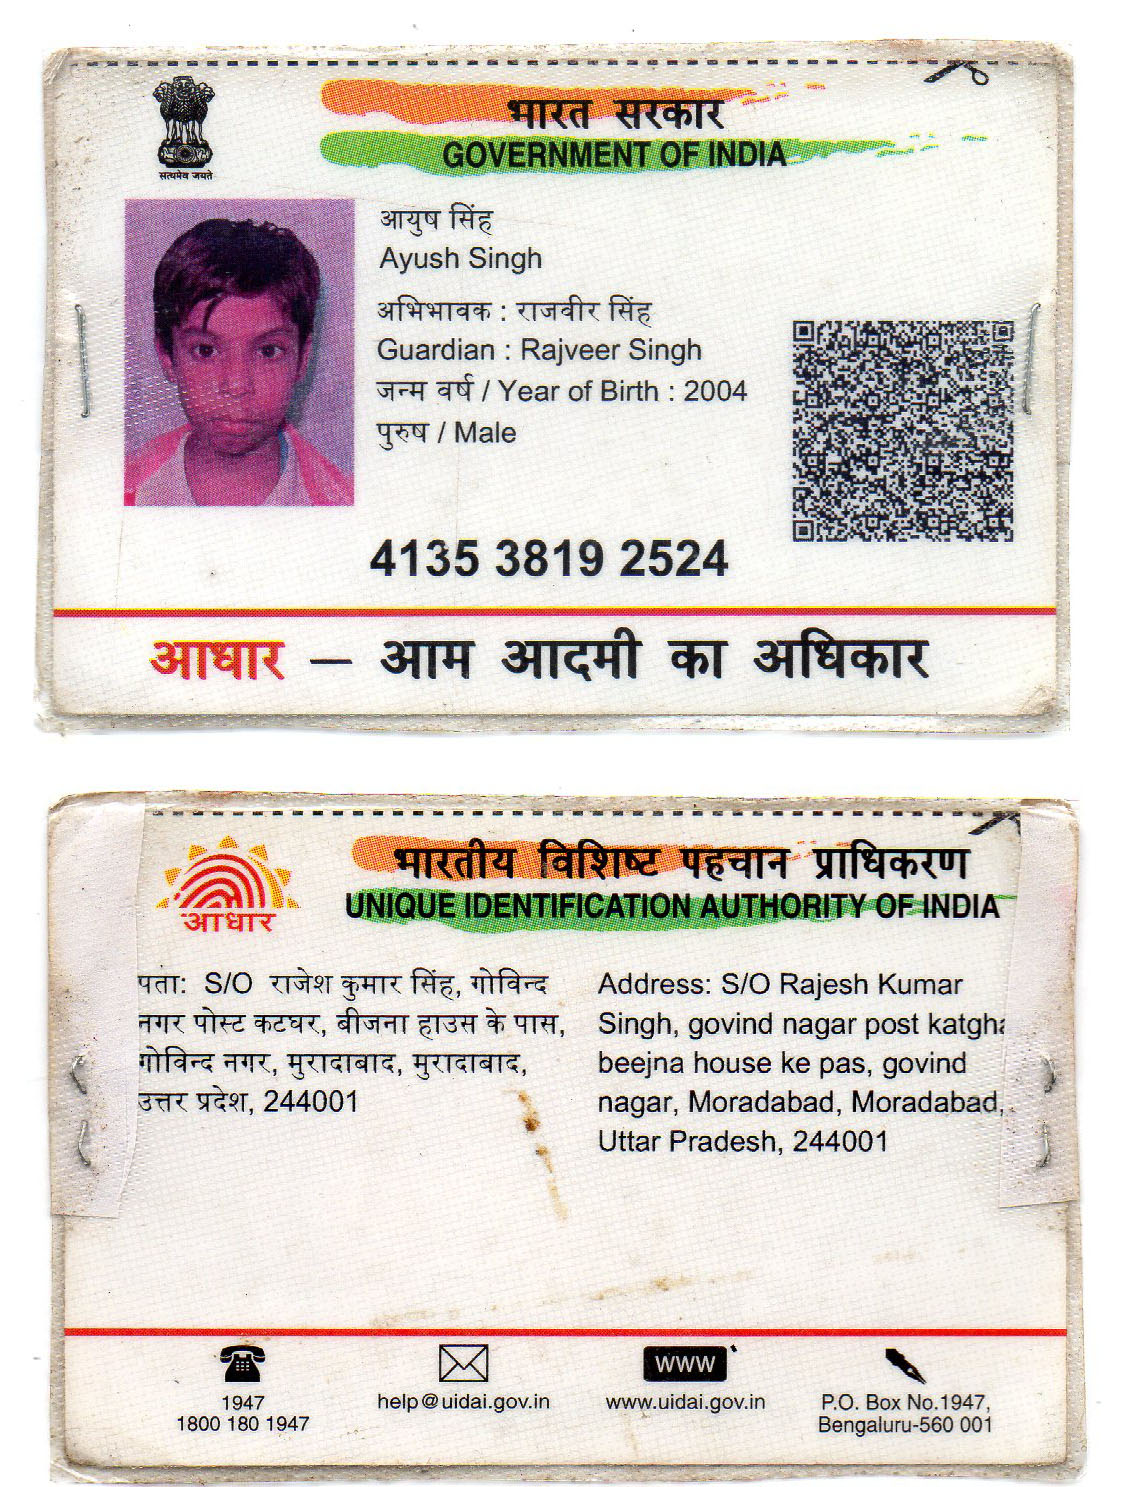 सत्यमेव जयते
भारत सरकार
GOVERNMENT OF INDIA
आयुष सिंह
Ayush Singh
अभिभावक : राजवीर सिंह
Guardian : Rajveer Singh
जन्म वर्ष / Year of Birth : 2004
पुरुष / Male
4135 3819 2524
आधार – आम आदमी का अधिकार
आधार
भारतीय विशिष्ट पहचान प्राधिकरण
UNIQUE IDENTIFICATION AUTHORITY OF INDIA
पता: S/O राजेश कुमार सिंह, गोविन्द
नगर पोस्ट कटघर, बीजना हाउस के पास,
गोविन्द नगर, मुरादाबाद, मुरादाबाद,
उत्तर प्रदेश, 244001
Address: S/O Rajesh Kumar
Singh, govind nagar post
beejna house ke pas, govind
nagar, Moradabad, Moradabad,
Uttar Pradesh, 244001
1947
1800 180 1947
help@uidai.gov.in
www
www.uidai.gov.in
P.O. Box No.1947,
Bengaluru-560 001